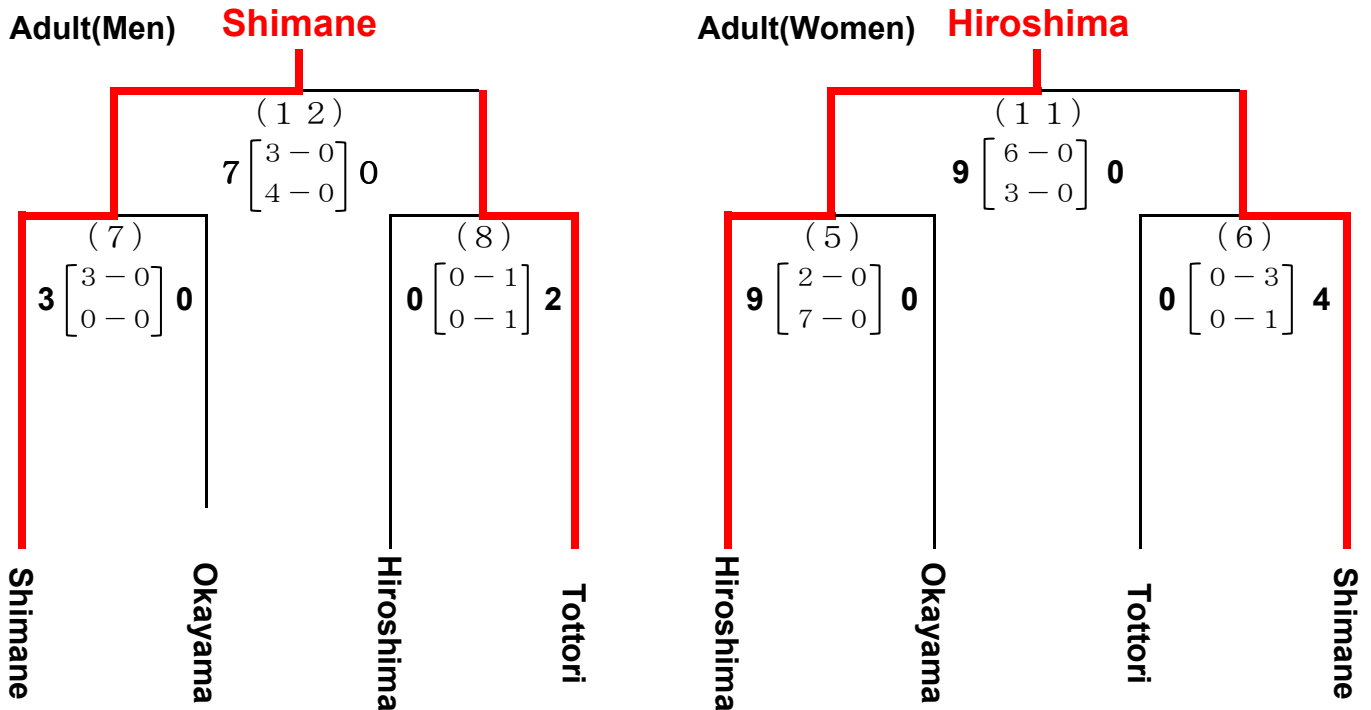 Adult(Men) Shimane
(１２)
7 [３－０ ４－０] 0
(７)
3 [３－０ ０－０] 0
(８)
0 [０－１ ０－１] 2
Shimane
Okayama
Hiroshima
Tottori
Adult(Women) Hiroshima
(１１)
9 [６－０ ３－０] 0
(５)
9 [２－０ ７－０] 0
(６)
0 [０－３ ０－１] 4
Hiroshima
Okayama
Tottori
Shimane